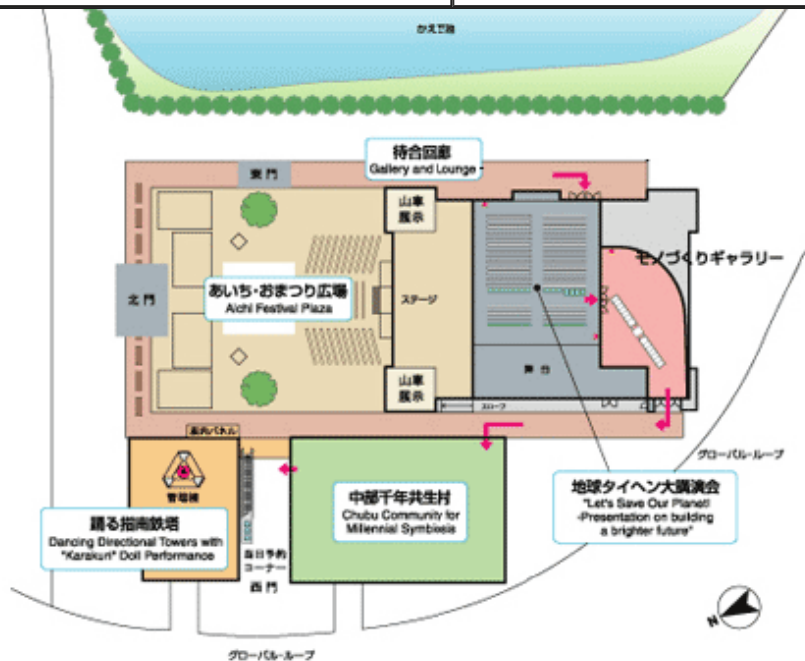 かえで池
待合回廊
Gallery and Lounge
東門
山車
展示
モノづくりギャラリー
北門
あいち・おまつり広場
Aichi Festival Plaza
ステージ
山車
展示
舞台
スロープ
案内パネル
グローバル・ループ
管理棟
中部千年共生村
Chubu Community for
Millennial Symbiosis
地球タイヘン大講演会
"Let's Save Our Planet!
-Presentation on building
a brighter future"
踊る指南鉄塔
Dancing Directional Towers with
"Karakuri" Doll Performance
当日予約
コーナー
西門
N
グローバル・ループ